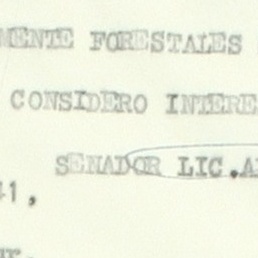 MENTE FORESTALES
CONSIDERO INTERE
SENADOR LIC.A
41,